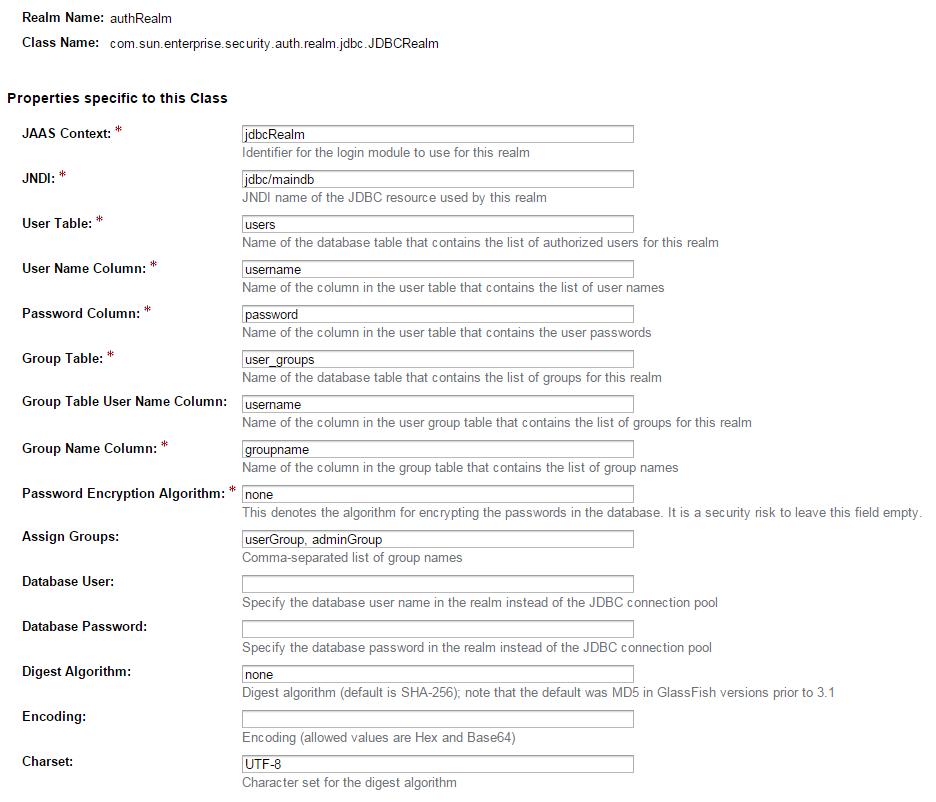 Realm Name: authRealm
Class Name: com.sun.enterprise.security.auth.realm.jdbc.JDBCRealm
Properties specific to this Class
JAAS Context: * jdbcRealm
Identifier for the login module to use for this realm
JNDI: * jdbc/maindb
JNDI name of the JDBC resource used by this realm
User Table: * users
Name of the database table that contains the list of authorized users for this realm
User Name Column: * username
Name of the column in the user table that contains the list of user names
Password Column: * password
Name of the column in the user table that contains the user passwords
Group Table: * user_groups
Name of the database table that contains the list of groups for this realm
Group Table User Name Column: username
Name of the column in the user group table that contains the list of groups for this realm
Group Name Column: * groupname
Name of the column in the group table that contains the list of group names
Password Encryption Algorithm: * none
This denotes the algorithm for encrypting the passwords in the database. It is a security risk to leave this field empty.
Assign Groups: userGroup, adminGroup
Comma-separated list of group names
Database User:
Specify the database user name in the realm instead of the JDBC connection pool
Database Password:
Specify the database password in the realm instead of the JDBC connection pool
Digest Algorithm: none
Digest algorithm (default is SHA-256); note that the default was MD5 in GlassFish versions prior to 3.1
Encoding:
Encoding (allowed values are Hex and Base64)
Charset: UTF-8
Character set for the digest algorithm